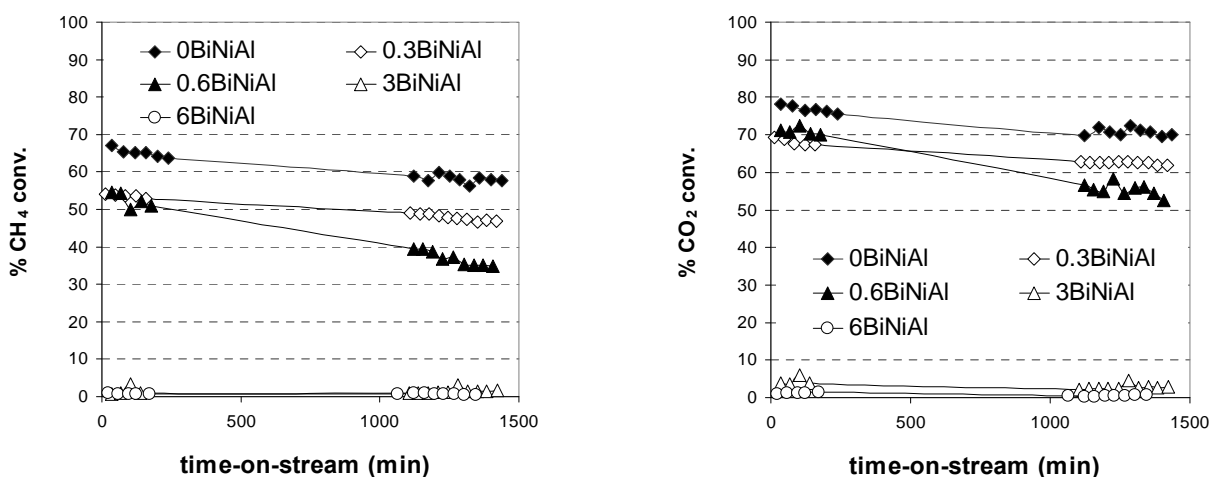 100
90
80
70
60
50
40
30
20
10
0
% CH4 conv.
0BiNiAl
0.3BiNiAl
0.6BiNiAl
3BiNiAl
6BiNiAl
0
500
1000
1500
time-on-stream (min)
100
90
80
70
60
50
40
30
20
10
0
% CO2 conv.
0BiNiAl
0.3BiNiAl
0.6BiNiAl
3BiNiAl
6BiNiAl
0
500
1000
1500
time-on-stream (min)